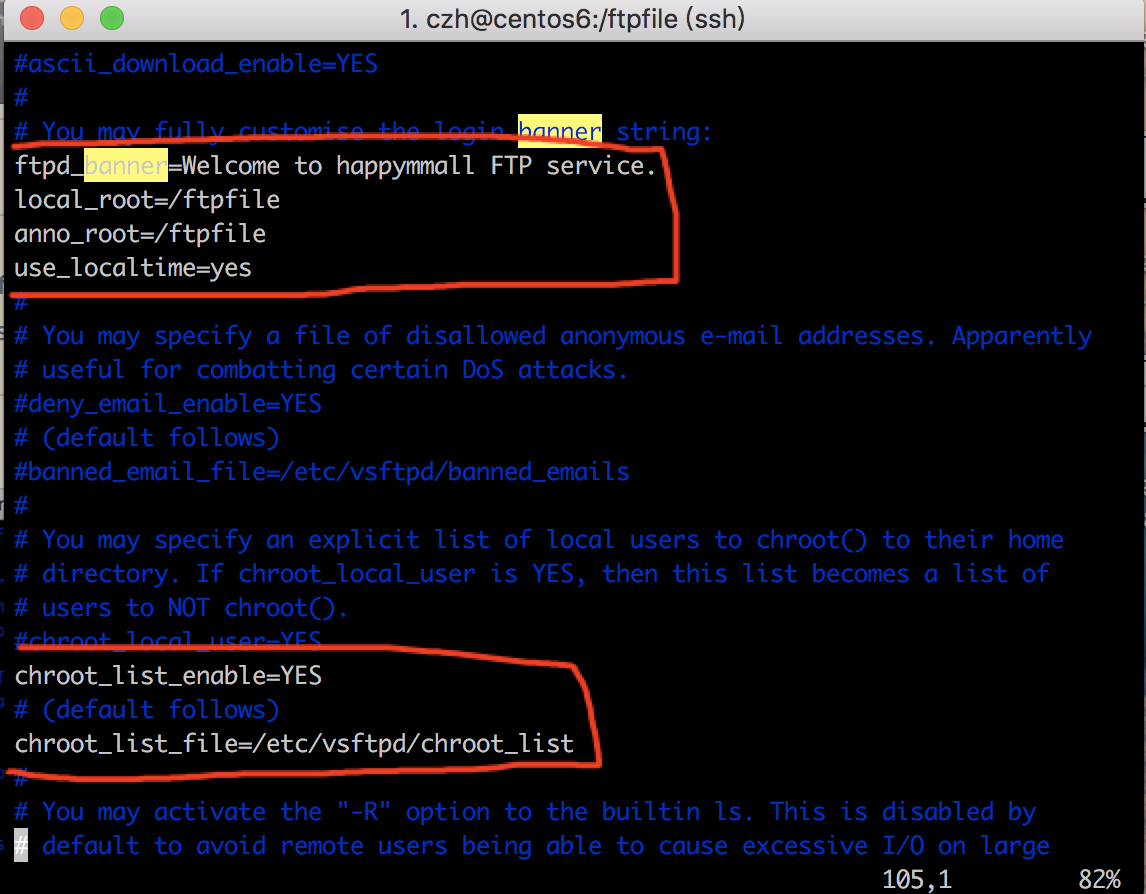 1. czh@centos6:/ftpfile (ssh)
#ascii_download_enable=YES
#
# You may fully customise the login banner string:
ftpd_banner=Welcome to happymmall FTP service.
local_root=/ftpfile
anno_root=/ftpfile
use_localtime=yes
#
# You may specify a file of disallowed anonymous e-mail addresses. Apparently
# useful for combatting certain DoS attacks.
#deny_email_enable=YES
# (default follows)
#banned_email_file=/etc/vsftpd/banned_emails
#
# You may specify an explicit list of local users to chroot() to their home
# directory. If chroot_local_user is YES, then this list becomes a list of
# users to NOT chroot().
#chroot_local_user=YES
chroot_list_enable=YES
# (default follows)
chroot_list_file=/etc/vsftpd/chroot_list
#
# You may activate the "-R" option to the builtin ls. This is disabled by
# default to avoid remote users being able to cause excessive I/O on large
105,1 82%